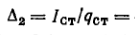 Δ₂ = I_ст/q_ст =